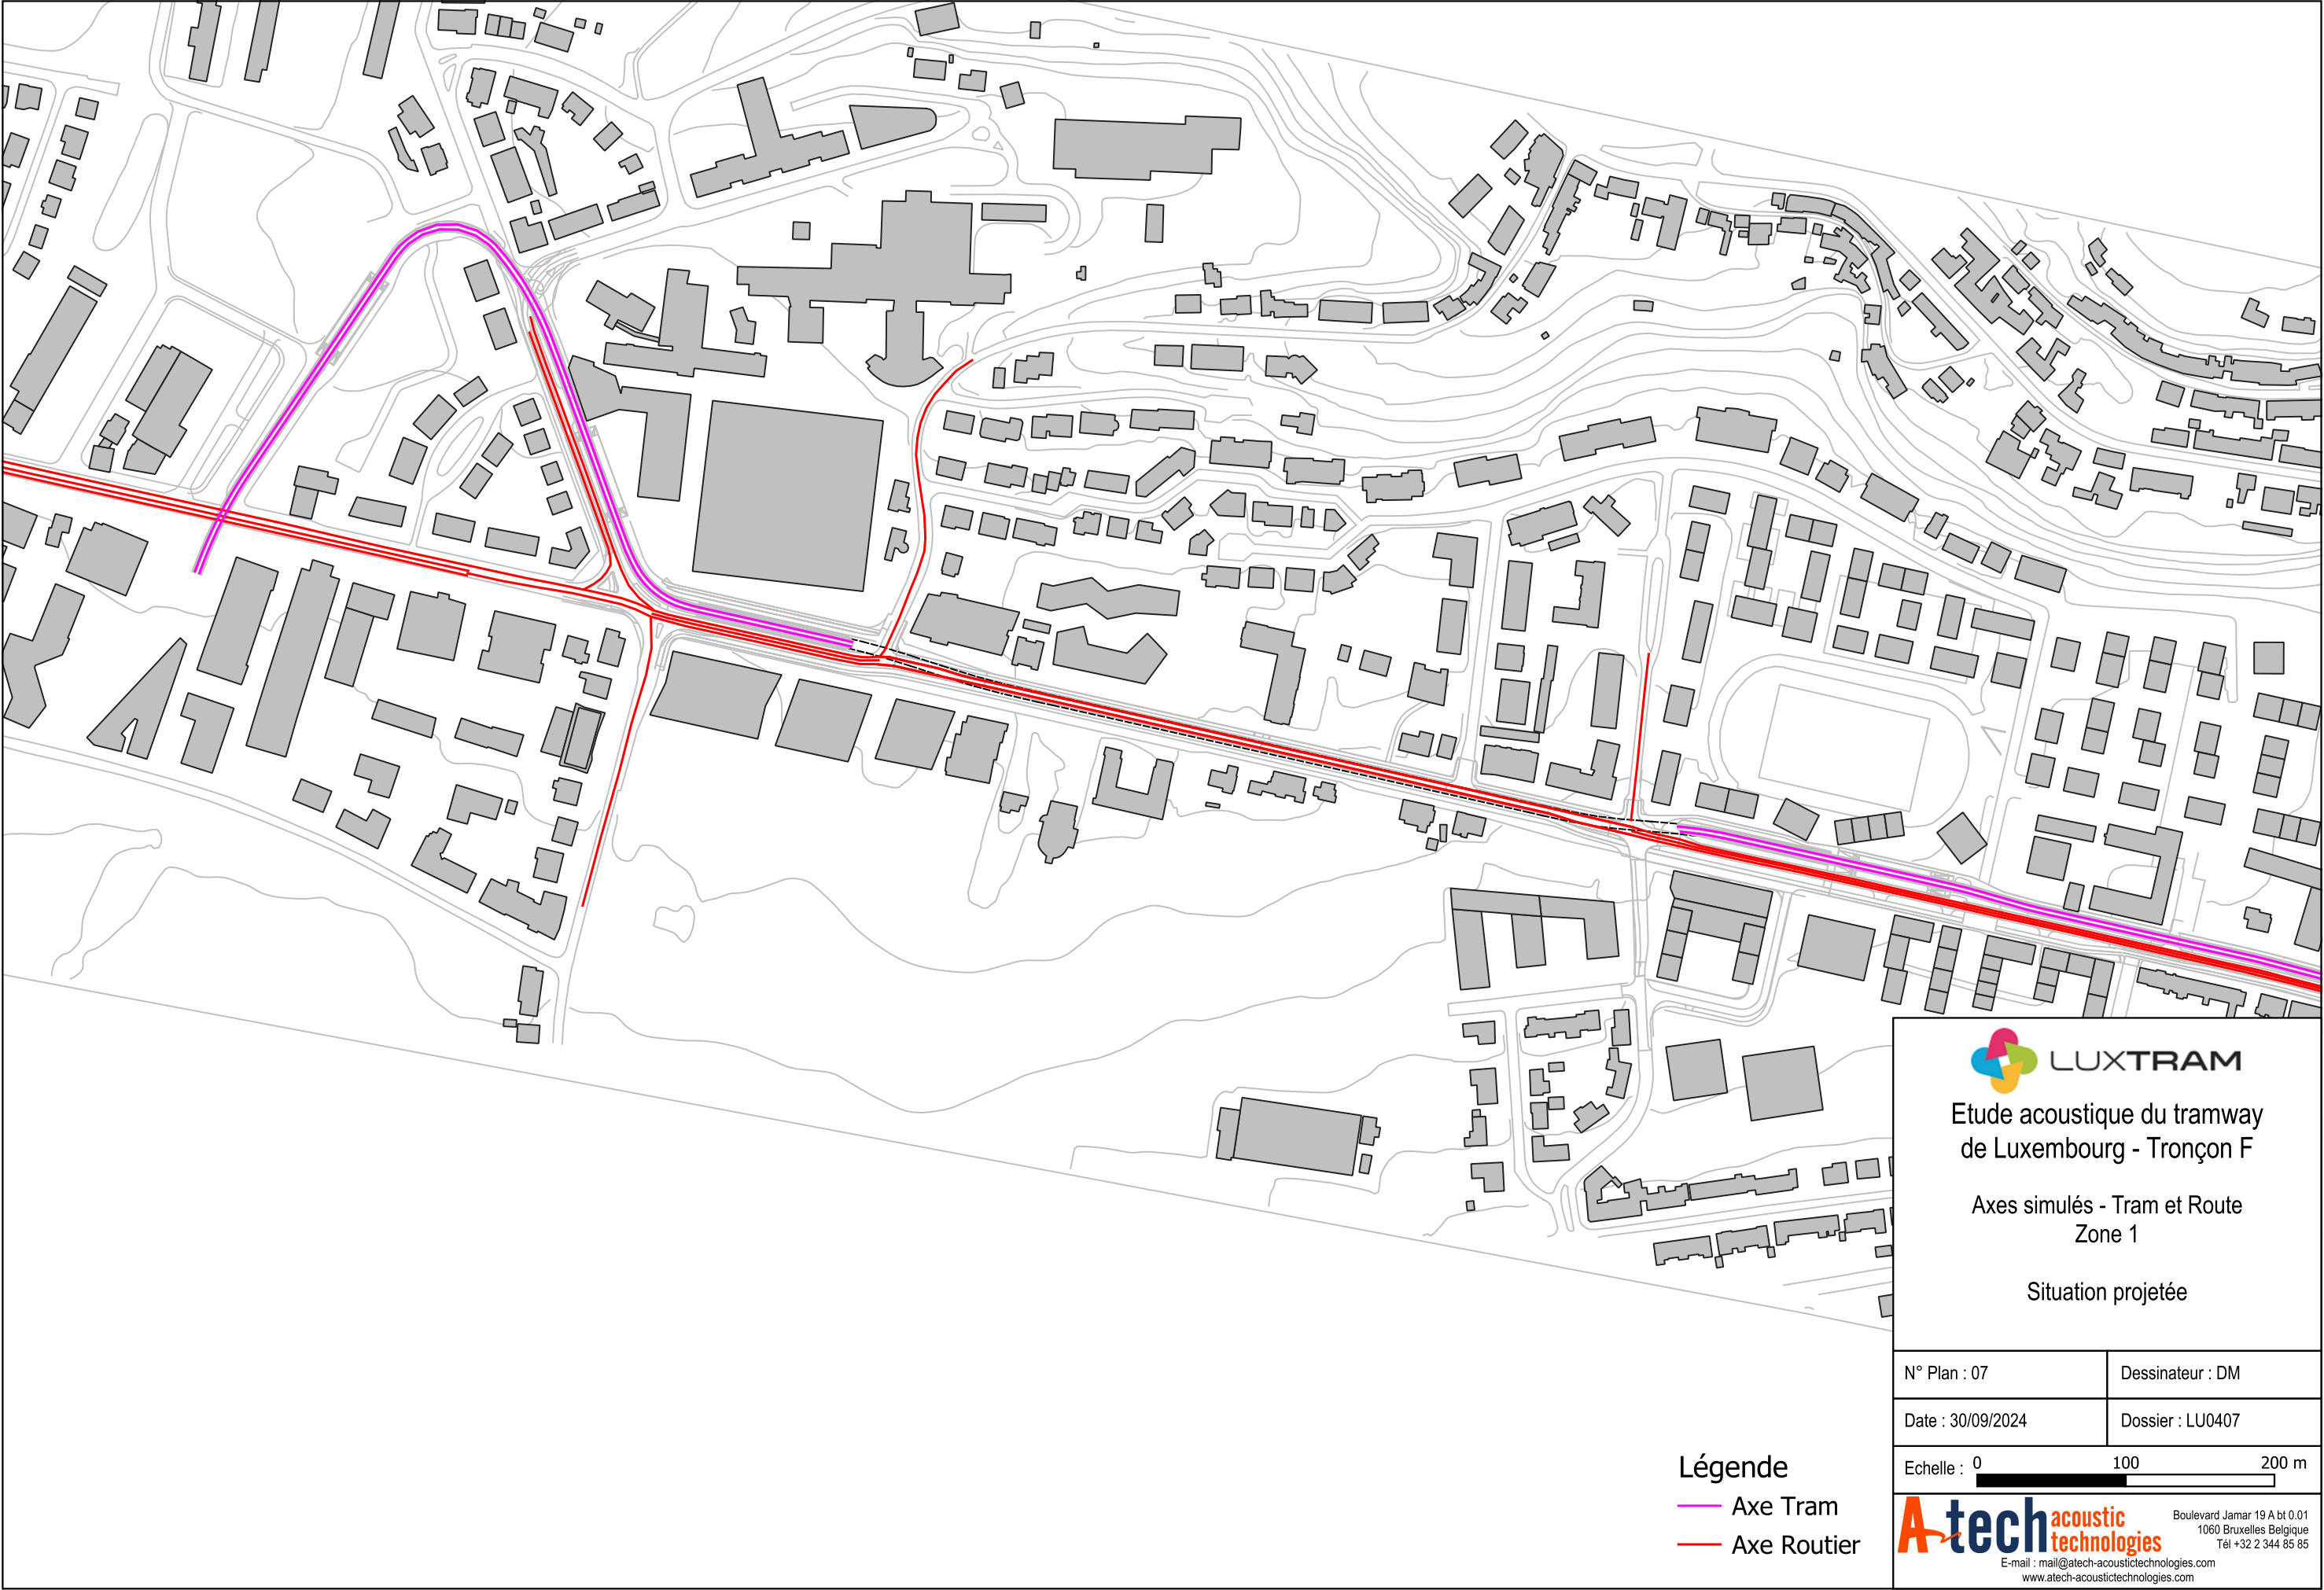 LUXTRAM
Etude acoustique du tramway
de Luxembourg - Tronçon F
Axes simulés - Tram et Route
Zone 1
Situation projetée
N° Plan : 07
Dessinateur : DM
Date : 30/09/2024
Dossier : LU0407
Echelle : 0 100 200 m
Légende
Axe Tram
Axe Routier
A-tech acoustic
technologies
Boulevard Jamar 19 A bt 0.01
1060 Bruxelles Belgique
Tél +32 2 344 85 85
E-mail : mail@atech-acoustictechnologies.com
www.atech-acoustictechnologies.com